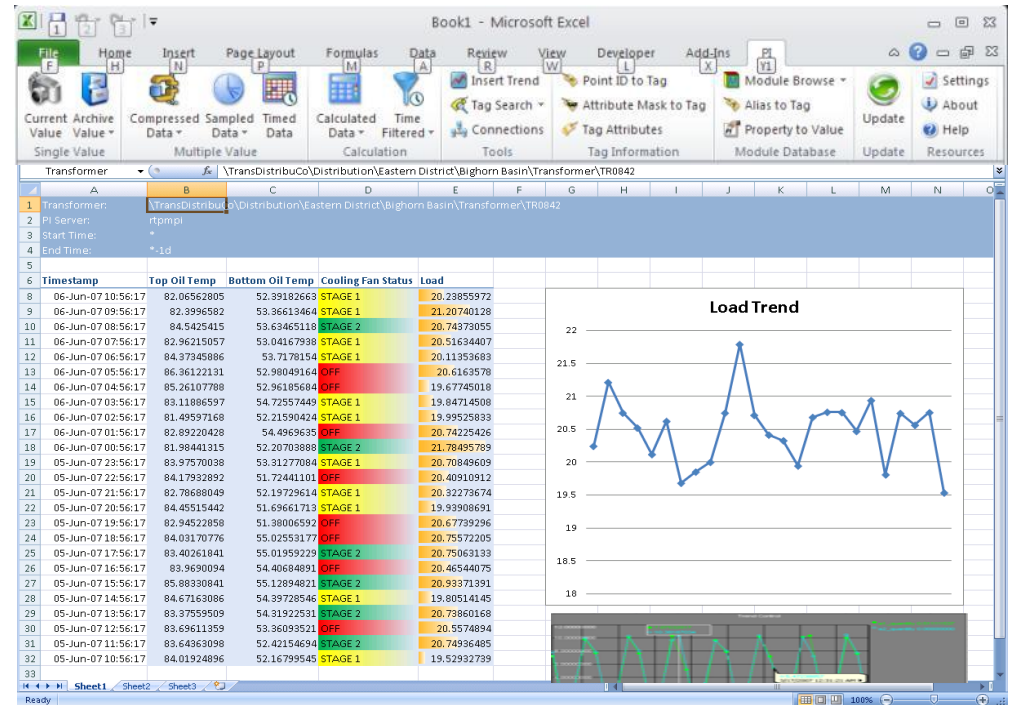 Book1 - Microsoft Excel
1 2 3
File Home Insert Page Layout Formulas Data Review View Developer Add-Ins PI
F H N P M A R W L X Y1
Current Value Archive Value Compressed Data Sampled Data Timed Data Calculated Data Time Filtered Insert Trend Point ID to Tag Module Browse Update Settings
Tag Search Attribute Mask to Tag Alias to Tag About
Connections Tag Attributes Property to Value Help
Single Value Multiple Value Calculation Tools Tag Information Module Database Update Resources
Transformer fx \TransDistribuCo\Distribution\Eastern District\Bighorn Basin\Transformer\TR0842
A B C D E F G H I J K L M N O
1 Transformer: \TransDistribuCo\Distribution\Eastern District\Bighorn Basin\Transformer\TR0842
2 PI Server: rtpmpi
3 Start Time: *
4 End Time: *-1d
5
6 Timestamp Top Oil Temp Bottom Oil Temp Cooling Fan Status Load
8 06-Jun-07 10:56:17 82.06562805 52.39182663 STAGE 1 20.23855972
9 06-Jun-07 09:56:17 82.3996582 53.36613464 STAGE 1 21.20740128
10 06-Jun-07 08:56:17 84.5425415 53.63465118 STAGE 2 20.74373055
11 06-Jun-07 07:56:17 82.96215057 53.04167938 STAGE 1 20.51634407
12 06-Jun-07 06:56:17 84.37345886 53.7178154 STAGE 1 20.11353683
13 06-Jun-07 05:56:17 86.36122131 52.98049164 OFF 20.6163578
14 06-Jun-07 04:56:17 85.26107788 52.96185684 OFF 19.67745018
15 06-Jun-07 03:56:17 83.11886597 54.72557449 STAGE 1 19.84714508
16 06-Jun-07 02:56:17 81.49597168 52.21590424 STAGE 1 19.99525833
17 06-Jun-07 01:56:17 82.89220428 54.4969635 OFF 20.74225426
18 06-Jun-07 00:56:17 81.98441315 52.20703888 STAGE 2 21.78495789
19 05-Jun-07 23:56:17 83.97570038 53.31277084 STAGE 1 20.70849609
20 05-Jun-07 22:56:17 84.17932892 51.72441101 OFF 20.40910912
21 05-Jun-07 21:56:17 82.78688049 52.19729614 STAGE 1 20.32273674
22 05-Jun-07 20:56:17 84.45515442 51.69661713 STAGE 1 19.93908691
23 05-Jun-07 19:56:17 82.94522858 51.38006592 OFF 20.67739296
24 05-Jun-07 18:56:17 84.03170776 55.02553177 OFF 20.75572205
25 05-Jun-07 17:56:17 83.40261841 55.01959229 STAGE 2 20.75063133
26 05-Jun-07 16:56:17 83.9690094 54.40684891 OFF 20.46544075
27 05-Jun-07 15:56:17 85.88330841 55.12894821 STAGE 2 20.93371391
28 05-Jun-07 14:56:17 84.67163086 54.39728546 STAGE 1 19.80514145
29 05-Jun-07 13:56:17 83.37559509 54.31922531 STAGE 2 20.73860168
30 05-Jun-07 12:56:17 83.69611359 53.36093521 OFF 20.5574894
31 05-Jun-07 11:56:17 83.64363098 52.42154694 STAGE 2 20.74936485
32 05-Jun-07 10:56:17 84.01924896 52.16799545 STAGE 1 19.52932739
33
Load Trend
22
21.5
21
20.5
20
19.5
19
18.5
18
Sheet1 Sheet2 Sheet3
Ready 100%